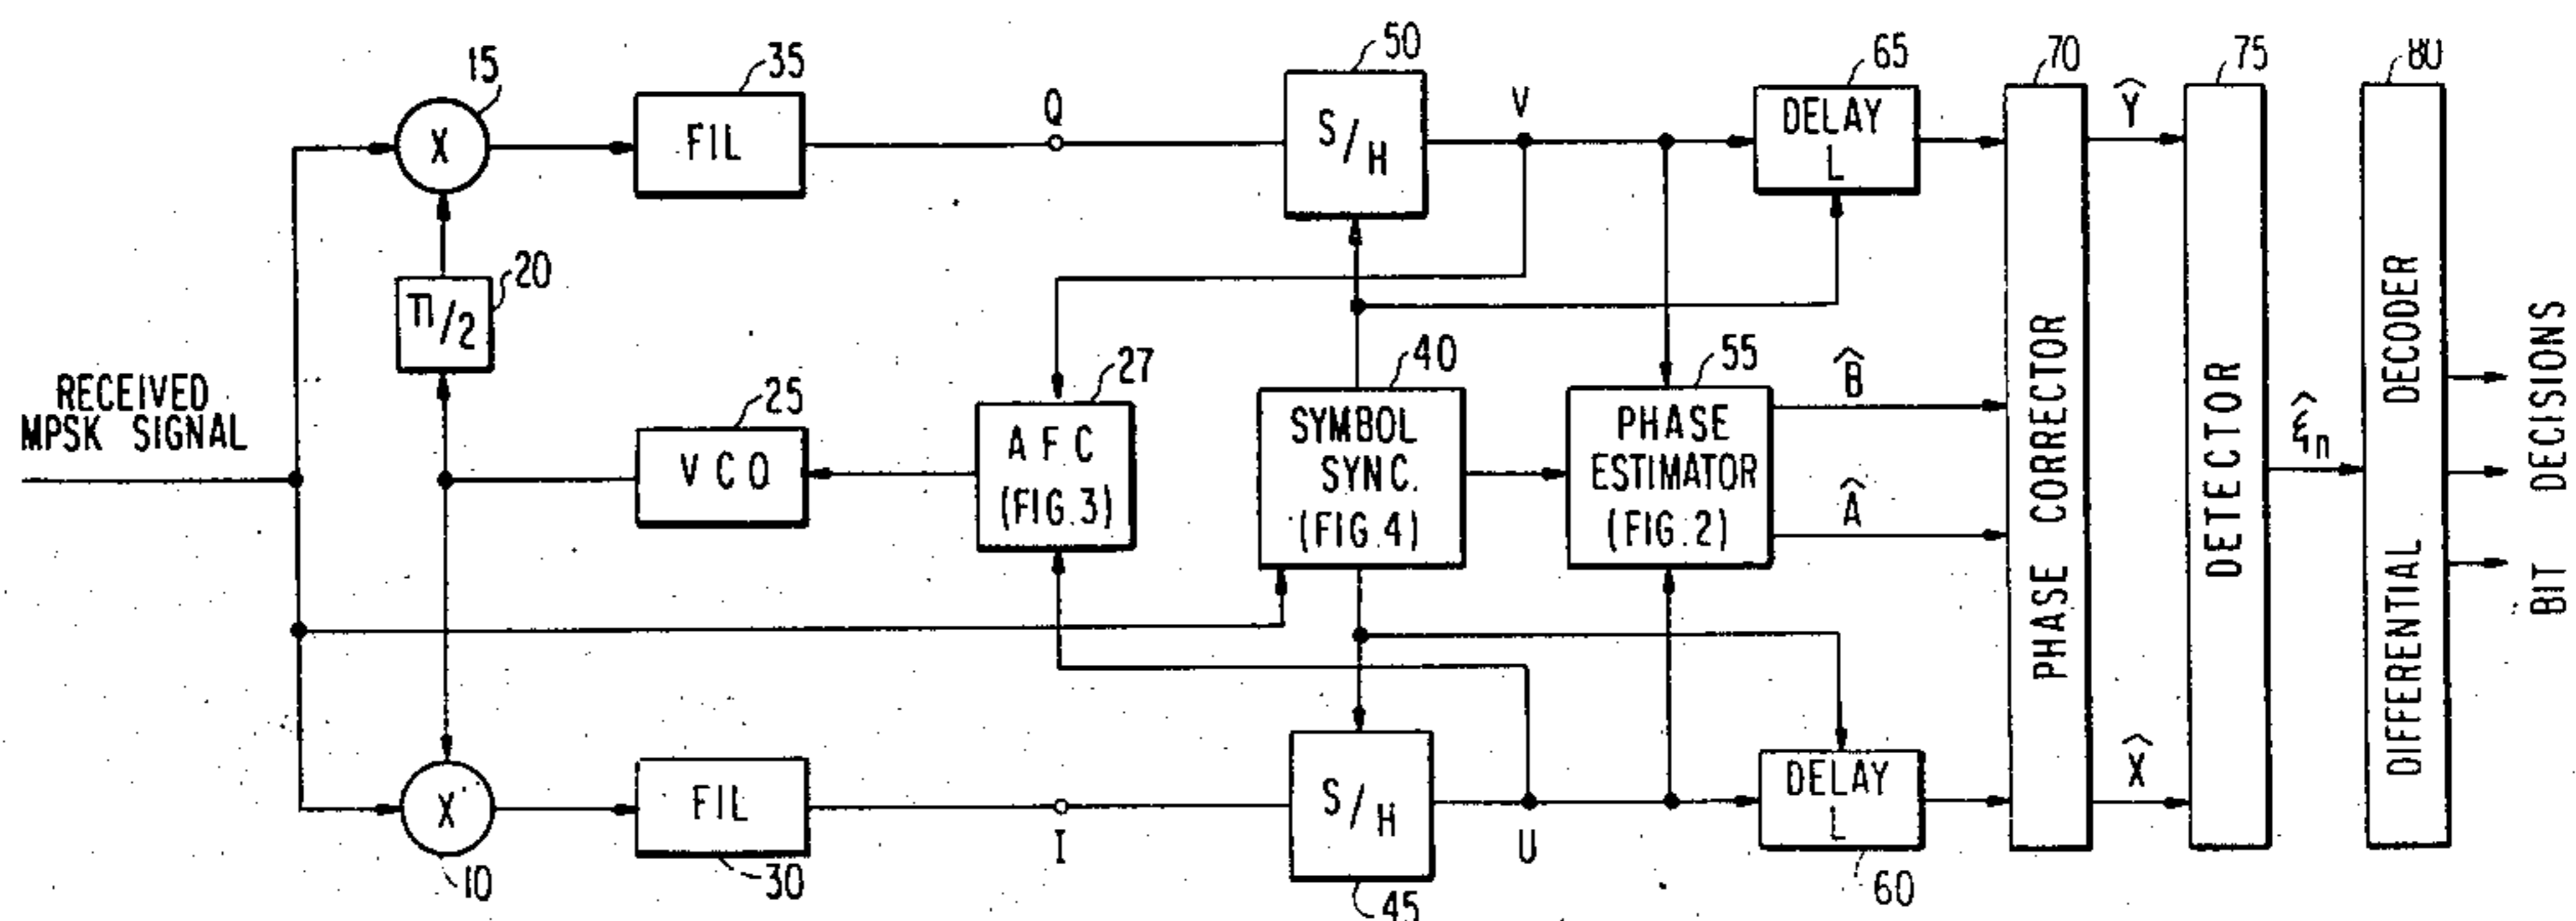 15
35
50
65
70
75
80
X
FIL
Q
S/H
V
DELAY
L
Ŷ
π/2
20
RECEIVED
MPSK SIGNAL
25
VCO
27
AFC
(FIG.3)
40
SYMBOL
SYNC.
(FIG.4)
55
PHASE
ESTIMATOR
(FIG.2)
B̂
Â
PHASE CORRECTOR
DETECTOR
ξ̂n
DIFFERENTIAL DECODER
BIT DECISIONS
X
10
FIL
30
I
S/H
45
U
DELAY
L
60
X̂